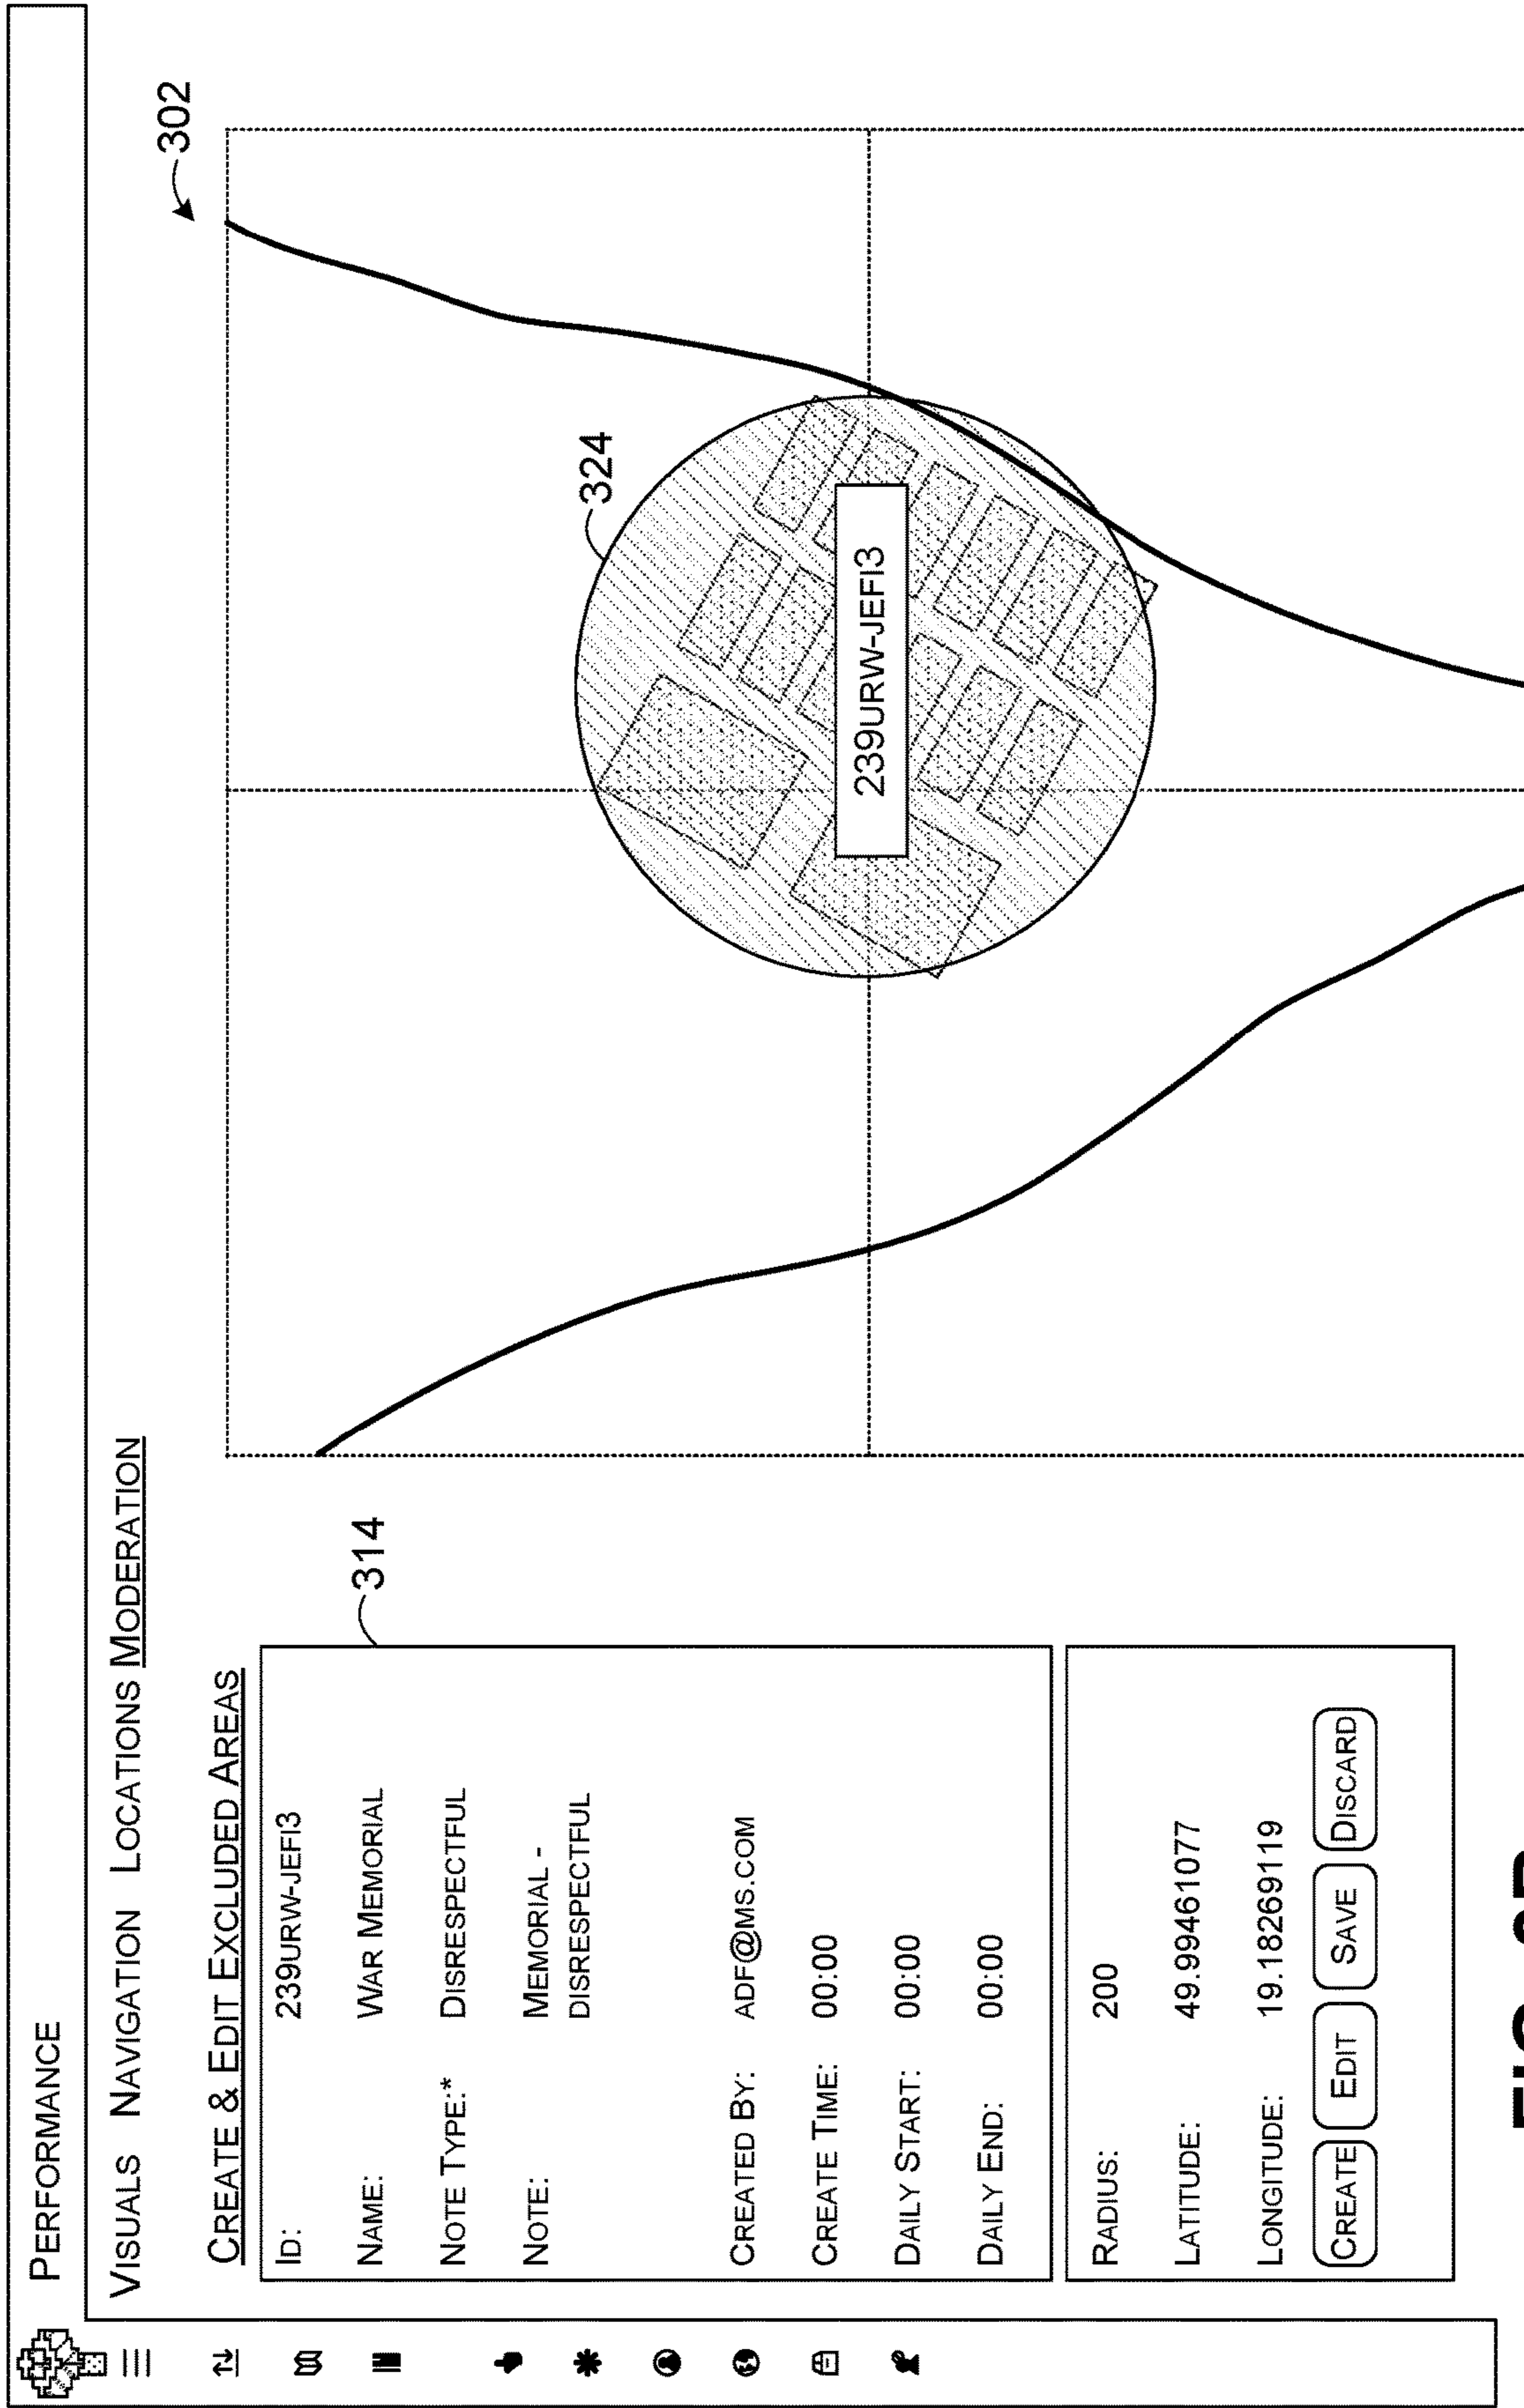 PERFORMANCE
VISUALS NAVIGATION LOCATIONS MODERATION
CREATE & EDIT EXCLUDED AREAS
ID: 239URW-JEFI3
NAME: WAR MEMORIAL
NOTE TYPE:* DISRESPECTFUL
NOTE: MEMORIAL -
DISRESPECTFUL
CREATED BY: ADF@MS.COM
CREATE TIME: 00:00
DAILY START: 00:00
DAILY END: 00:00
314
RADIUS: 200
LATITUDE: 49.99461077
LONGITUDE: 19.18269119
CREATE EDIT SAVE DISCARD
302
324
239URW-JEFI3